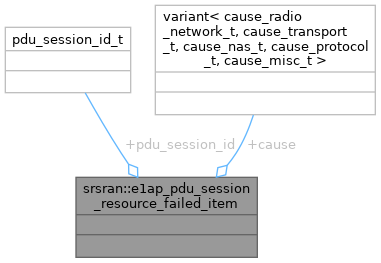 pdu_session_id_t
variant< cause_radio
_network_t, cause_transport
_t, cause_nas_t, cause_protocol
_t, cause_misc_t >
+pdu_session_id
+cause
srsran::e1ap_pdu_session
_resource_failed_item